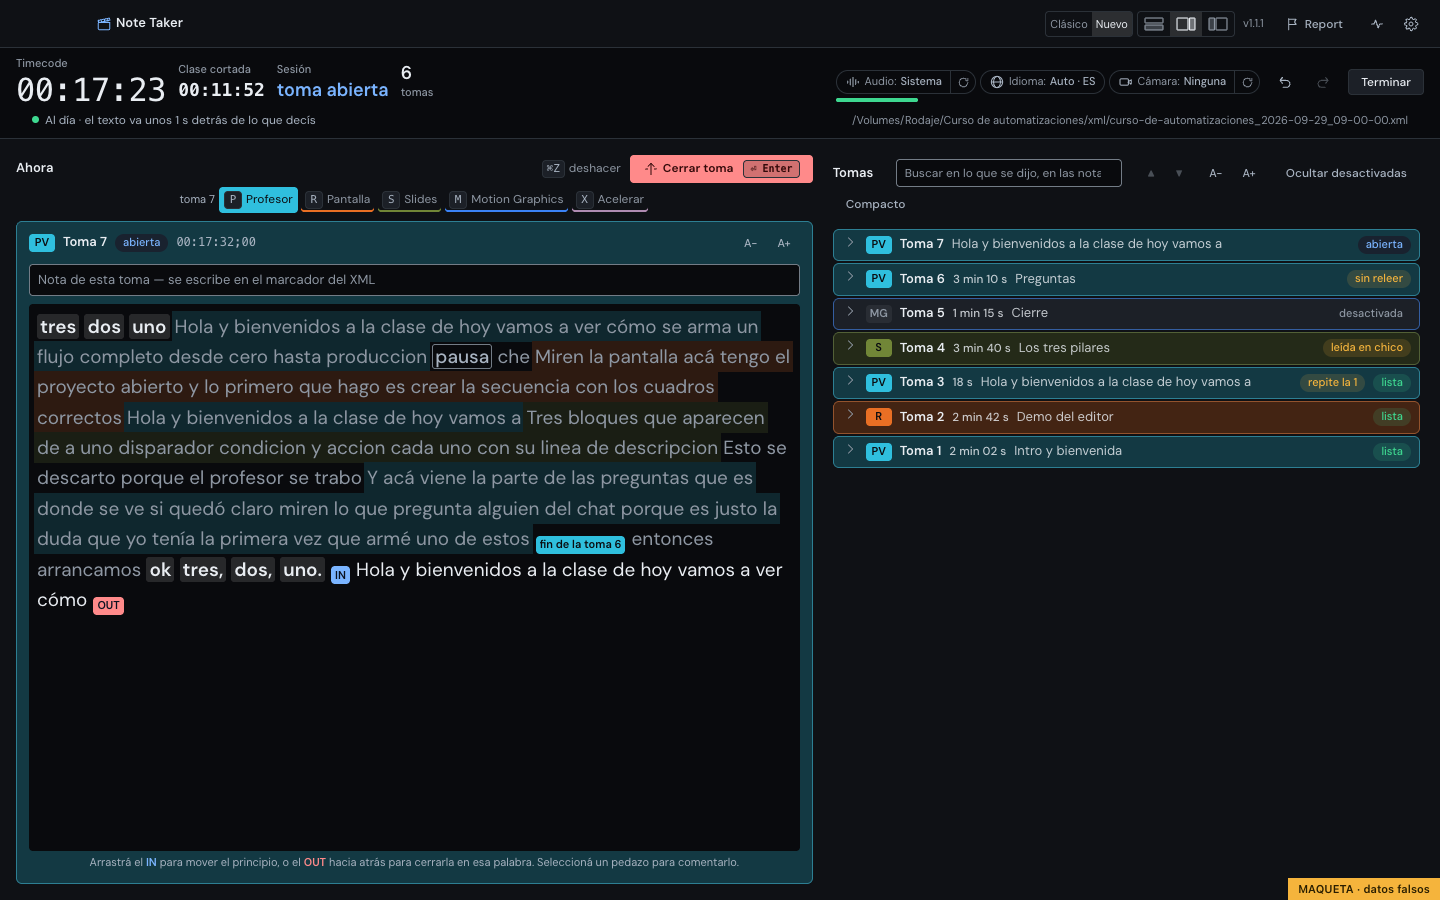 Note Taker
Clásico Nuevo
v1.1.1
Report
Timecode
00:17:23
Clase cortada
00:11:52
Sesión
toma abierta
6
tomas
Audio: Sistema
Idioma: Auto · ES
Cámara: Ninguna
Terminar
Al día · el texto va unos 1 s detrás de lo que decís
/Volumes/Rodaje/Curso de automatizaciones/xml/curso-de-automatizaciones_2026-09-29_09-00-00.xml
Ahora
⌘Z deshacer
Cerrar toma ⏎ Enter
toma 7 P Profesor R Pantalla S Slides M Motion Graphics X Acelerar
PV Toma 7 abierta 00:17:32;00 A- A+
Nota de esta toma — se escribe en el marcador del XML
tres dos uno Hola y bienvenidos a la clase de hoy vamos a ver cómo se arma un
flujo completo desde cero hasta produccion pausa che Miren la pantalla acá tengo el
proyecto abierto y lo primero que hago es crear la secuencia con los cuadros
correctos Hola y bienvenidos a la clase de hoy vamos a Tres bloques que aparecen
de a uno disparador condicion y accion cada uno con su linea de descripcion Esto se
descarto porque el profesor se trabo Y acá viene la parte de las preguntas que es
donde se ve si quedó claro miren lo que pregunta alguien del chat porque es justo la
duda que yo tenía la primera vez que armé uno de estos fin de la toma 6 entonces
arrancamos ok tres, dos, uno. IN Hola y bienvenidos a la clase de hoy vamos a ver
cómo OUT
Arrastrá el IN para mover el principio, o el OUT hacia atrás para cerrarla en esa palabra. Seleccioná un pedazo para comentarlo.
Tomas
Buscar en lo que se dijo, en las nota
▲ ▼ A- A+ Ocultar desactivadas
Compacto
PV Toma 7 Hola y bienvenidos a la clase de hoy vamos a abierta
PV Toma 6 3 min 10 s Preguntas sin releer
MG Toma 5 1 min 15 s Cierre desactivada
S Toma 4 3 min 40 s Los tres pilares leída en chico
PV Toma 3 18 s Hola y bienvenidos a la clase de hoy vamos a repite la 1 lista
R Toma 2 2 min 42 s Demo del editor lista
PV Toma 1 2 min 02 s Intro y bienvenida lista
MAQUETA · datos falsos